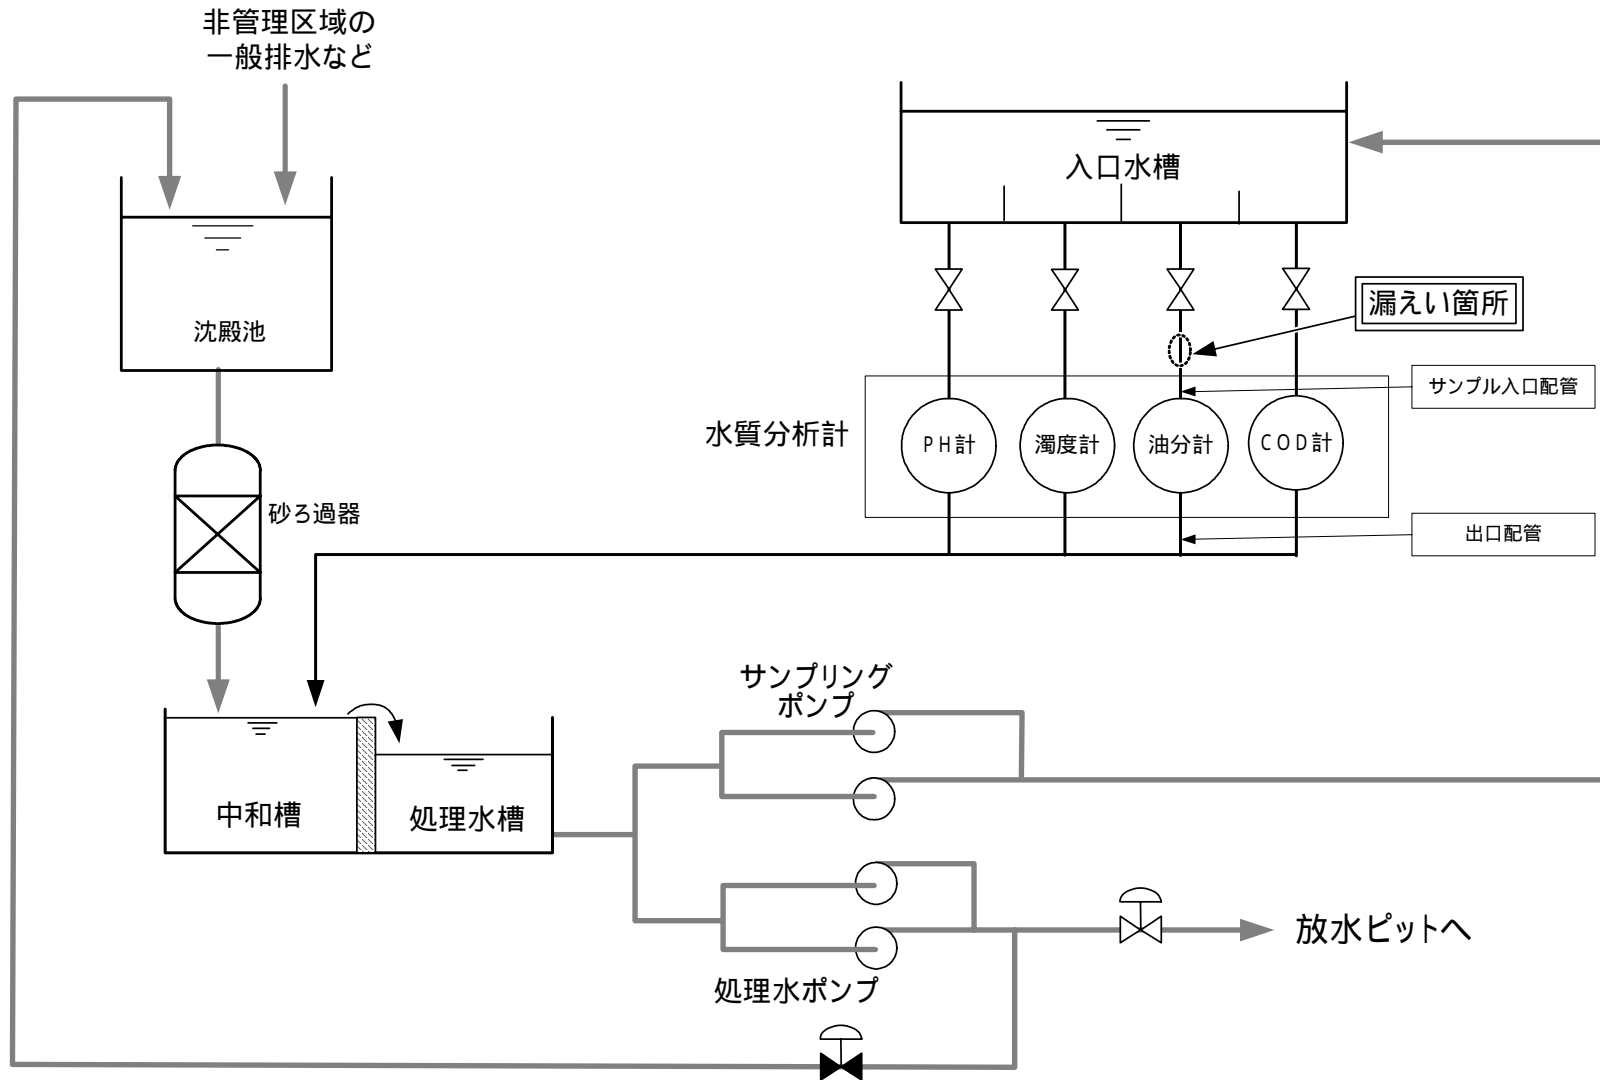 非管理区域の
一般排水など
入口水槽
沈殿池
漏えい箇所
サンプル入口配管
水質分析計
PH計
濁度計
油分計
COD計
砂ろ過器
出口配管
サンプリング
ポンプ
中和槽
処理水槽
放水ピットへ
処理水ポンプ